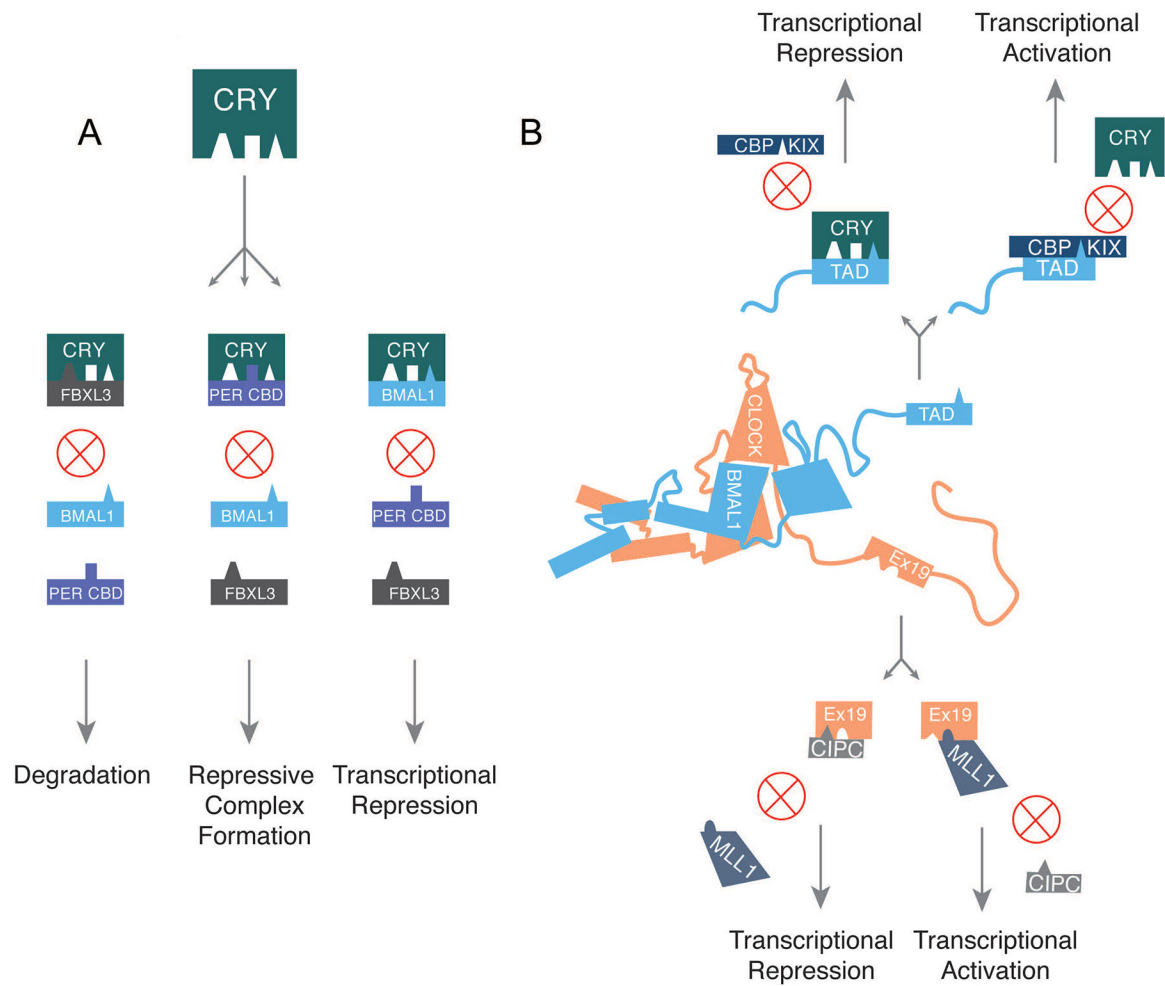 A
CRY
CRY
FBXL3
BMAL1
PER CBD
Degradation
CRY
PER CBD
BMAL1
FBXL3
Repressive
Complex
Formation
CRY
BMAL1
PER CBD
FBXL3
Transcriptional
Repression
B
Transcriptional
Repression
Transcriptional
Activation
CBP KIX
CRY
TAD
CRY
CBP KIX
TAD
TAD
CLOCK
BMAL1
Ex19
Ex19
CIPC
MLL1
Transcriptional
Repression
Ex19
MLL1
CIPC
Transcriptional
Activation